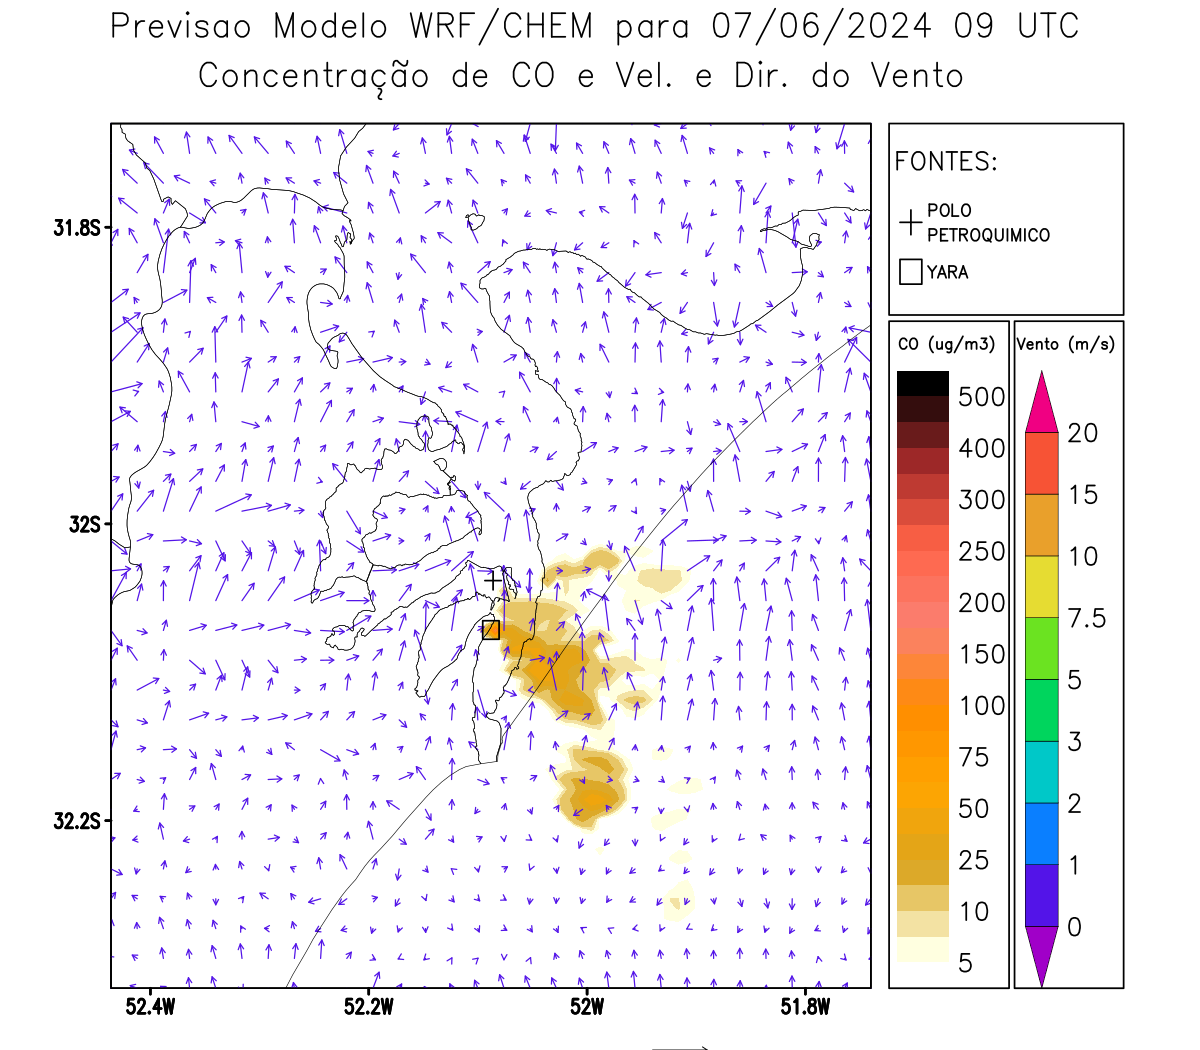 Previsao Modelo WRF/CHEM para 07/06/2024 09 UTC
Concentração de CO e Vel. e Dir. do Vento
FONTES:
POLO
PETROQUIMICO
YARA
CO (ug/m3)
500
400
300
250
200
150
100
75
50
25
10
5
Vento (m/s)
20
15
10
7.5
5
3
2
1
0
31.8S
32S
32.2S
52.4W
52.2W
52W
51.8W